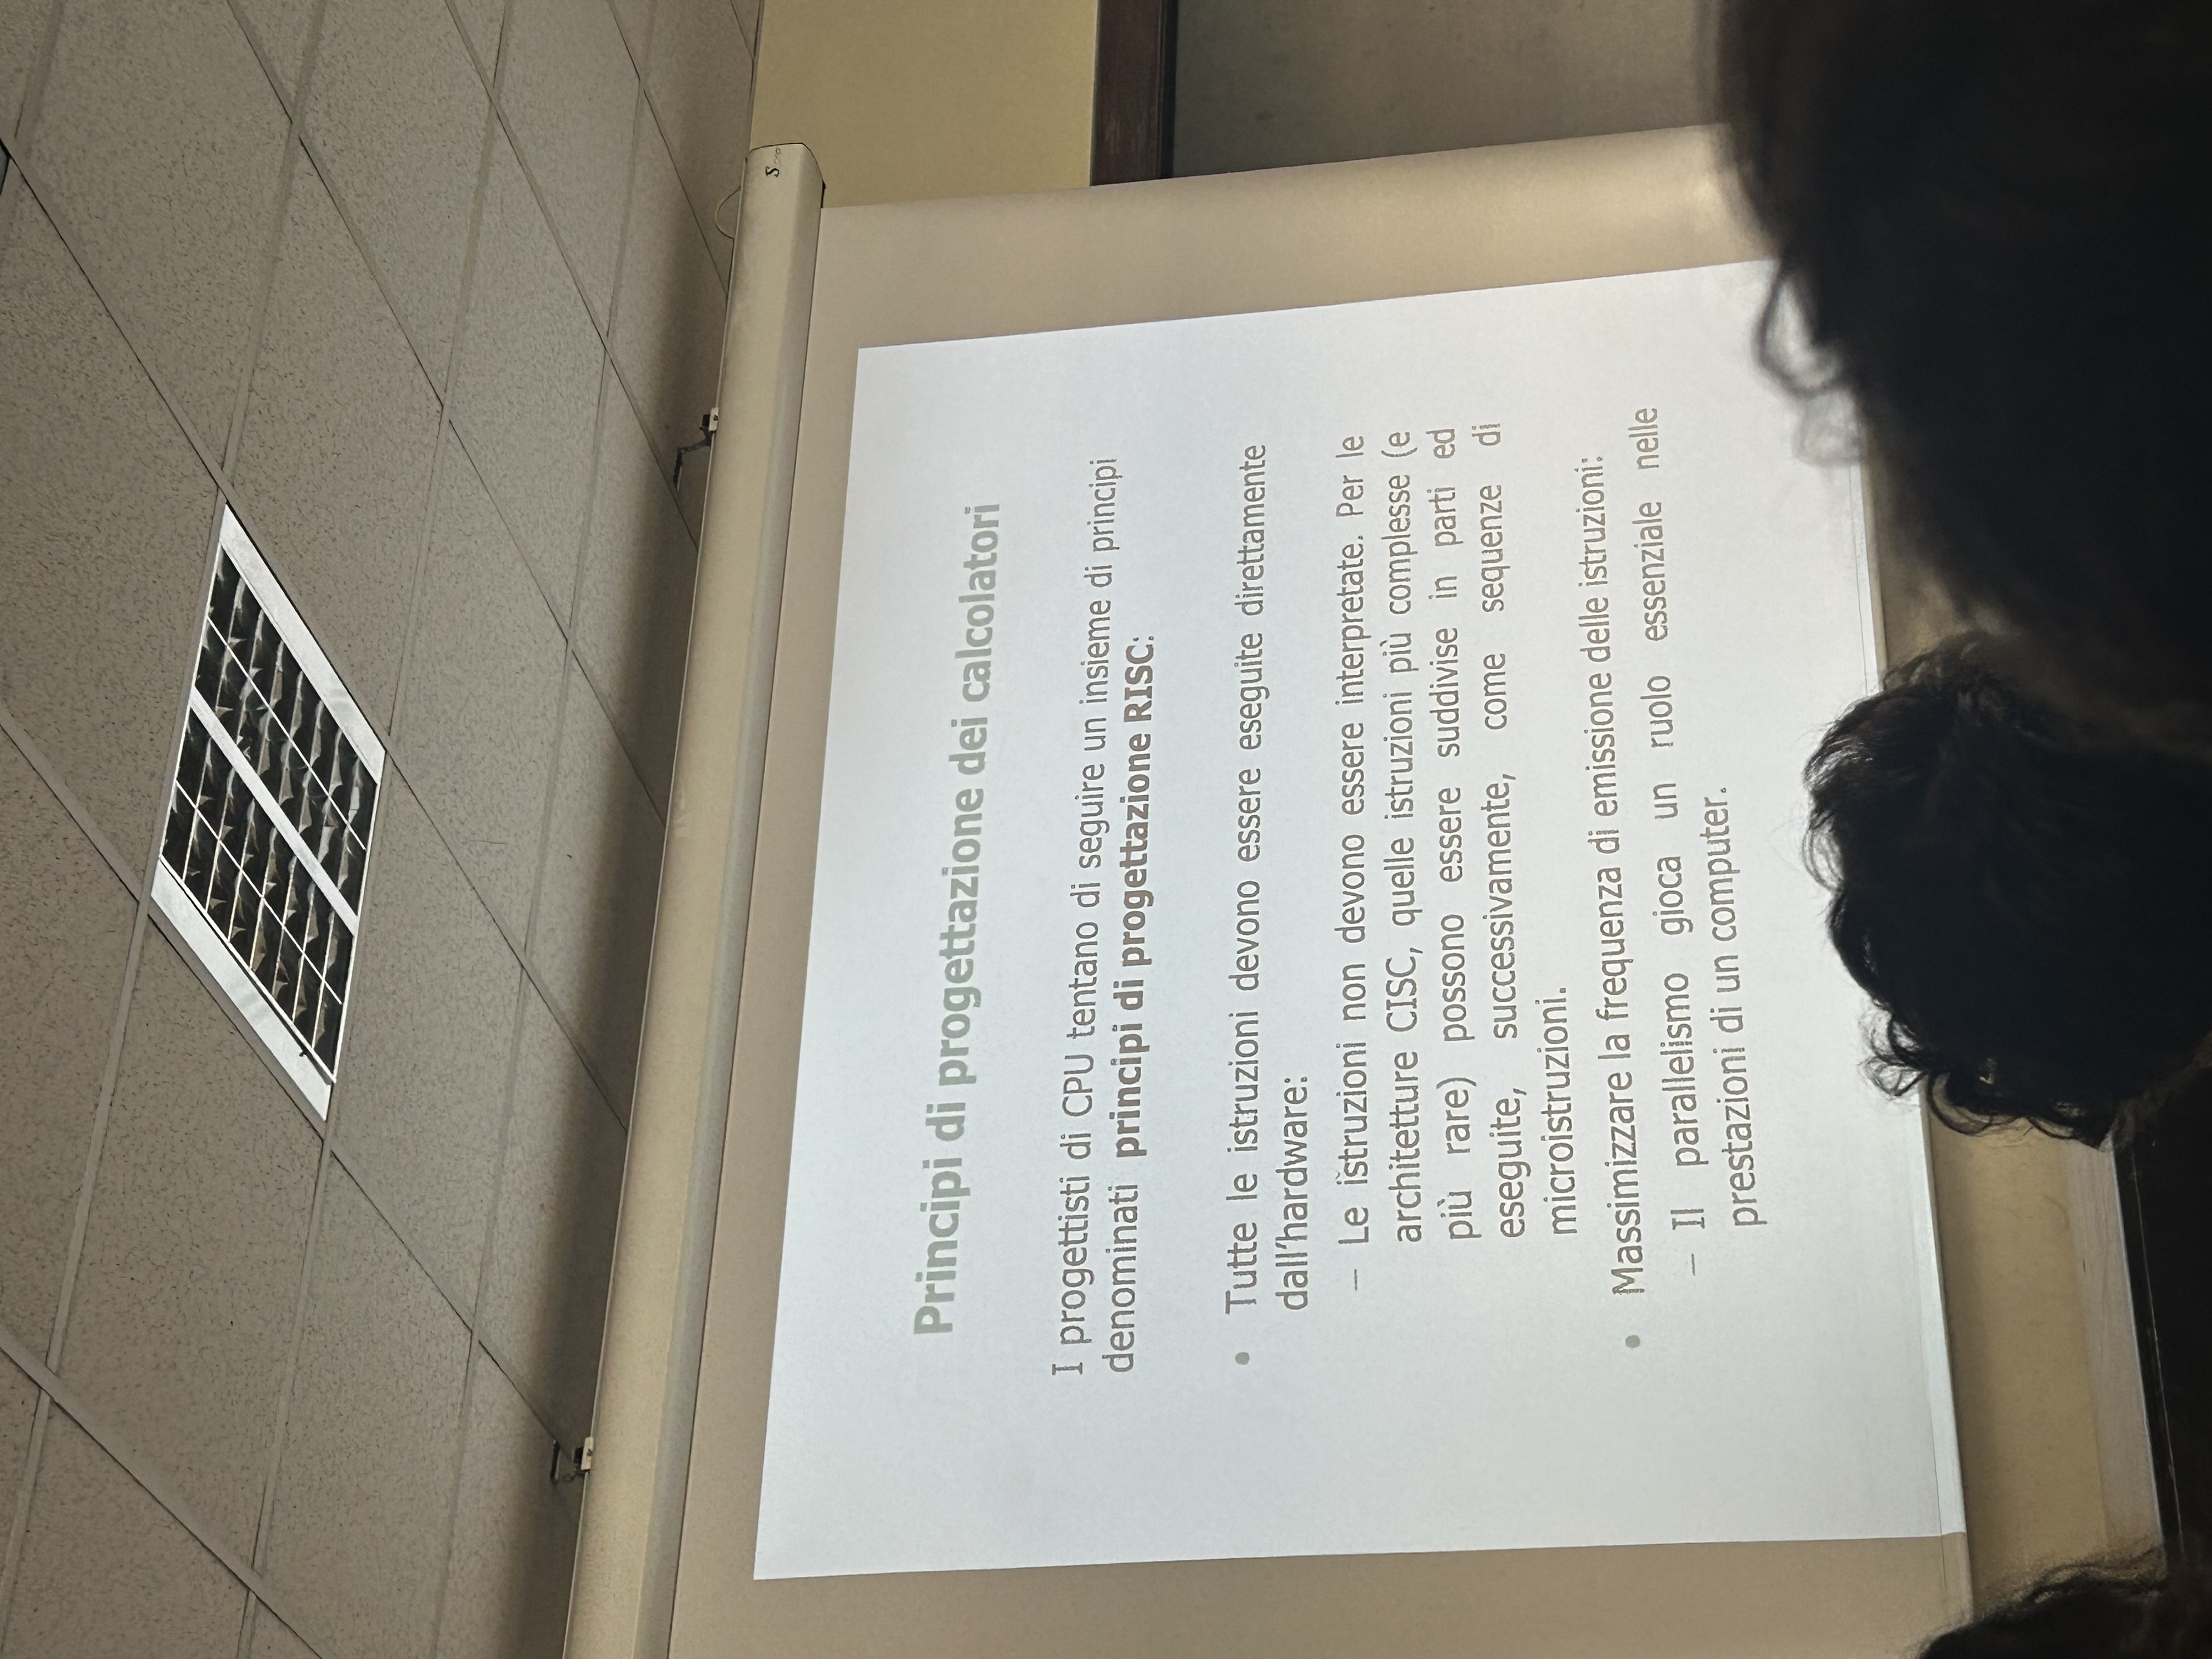 Principi di progettazione dei calcolatori
I progettisti di CPU tentano di seguire un insieme di principi
denominati principi di progettazione RISC:
• Tutte le istruzioni devono essere eseguite direttamente
dall'hardware:
– Le istruzioni non devono essere interpretate. Per le
architetture CISC, quelle istruzioni più complesse (e
più rare) possono essere suddivise in parti ed
eseguite, successivamente, come sequenze di
microistruzioni.
• Massimizzare la frequenza di emissione delle istruzioni:
– Il parallelismo gioca un ruolo essenziale nelle
prestazioni di un computer.